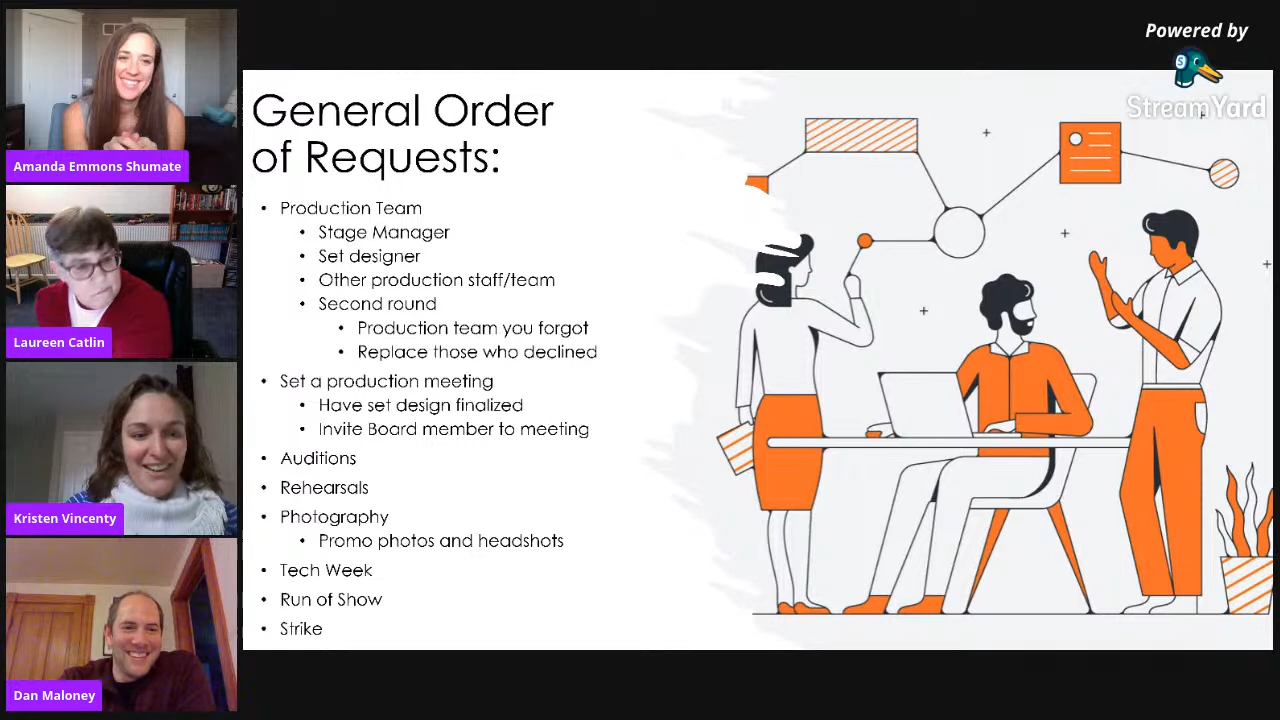 Powered by
StreamYard
Amanda Emmons Shumate
Laureen Catlin
Kristen Vincenty
Dan Maloney
General Order
of Requests:
• Production Team
• Stage Manager
• Set designer
• Other production staff/team
• Second round
• Production team you forgot
• Replace those who declined
• Set a production meeting
• Have set design finalized
• Invite Board member to meeting
• Auditions
• Rehearsals
• Photography
• Promo photos and headshots
• Tech Week
• Run of Show
• Strike